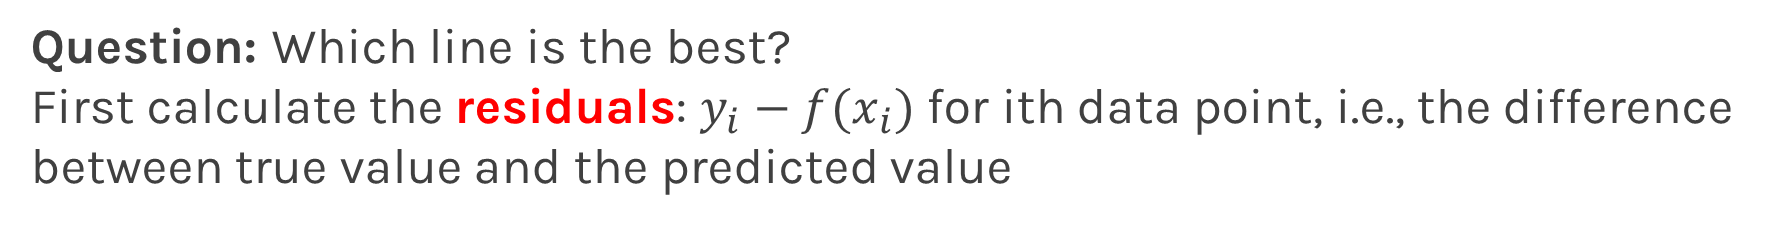 Question: Which line is the best?
First calculate the residuals: yᵢ − f(xᵢ) for ith data point, i.e., the difference
between true value and the predicted value